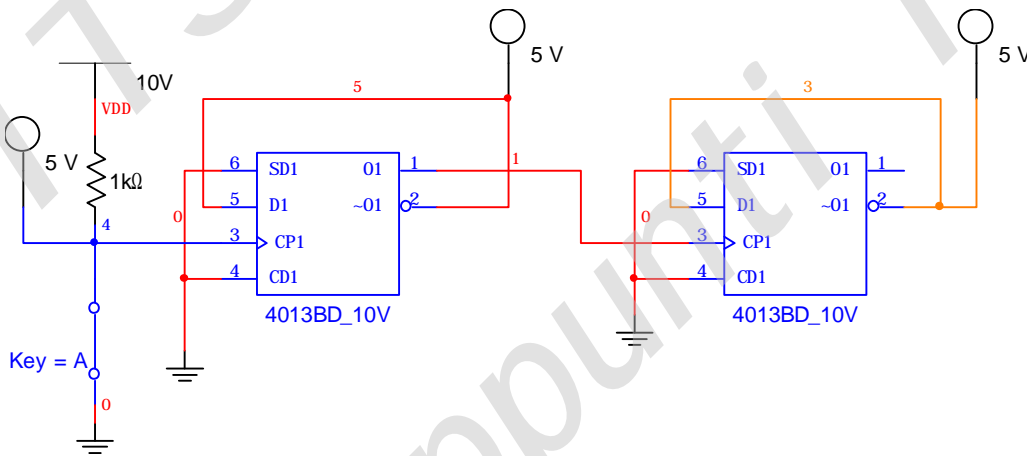 5 V
5 V
10V
VDD
5
3
5 V
1kΩ
4
0
6 SD1 O1 1
5 D1 ~O1 2
3 CP1
4 CD1
4013BD_10V
1
0
6 SD1 O1 1
5 D1 ~O1 2
3 CP1
4 CD1
4013BD_10V
Key = A
0
ppunti